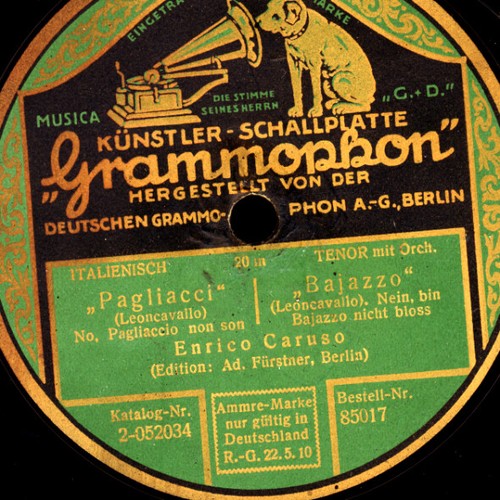 EINGETRA
MARKE
DIE STIMME
SEINES HERRN
MUSICA
„G.+D."
KÜNSTLER-SCHALLPLATTE
„Grammophon"
HERGESTELLT VON DER
DEUTSCHEN GRAMMO- PHON A.-G., BERLIN
ITALIENISCH 20 m TENOR mit Orch.
„Pagliacci"
(Leoncavallo)
No, Pagliaccio non son
„Bajazzo"
(Leoncavallo). Nein, bin
Bajazzo nicht bloss
Enrico Caruso
(Edition: Ad. Fürstner, Berlin)
Katalog-Nr.
2-052034
Ammre-Marke
nur gültig in
Deutschland
R.-G. 22.5.10
Bestell-Nr.
85017